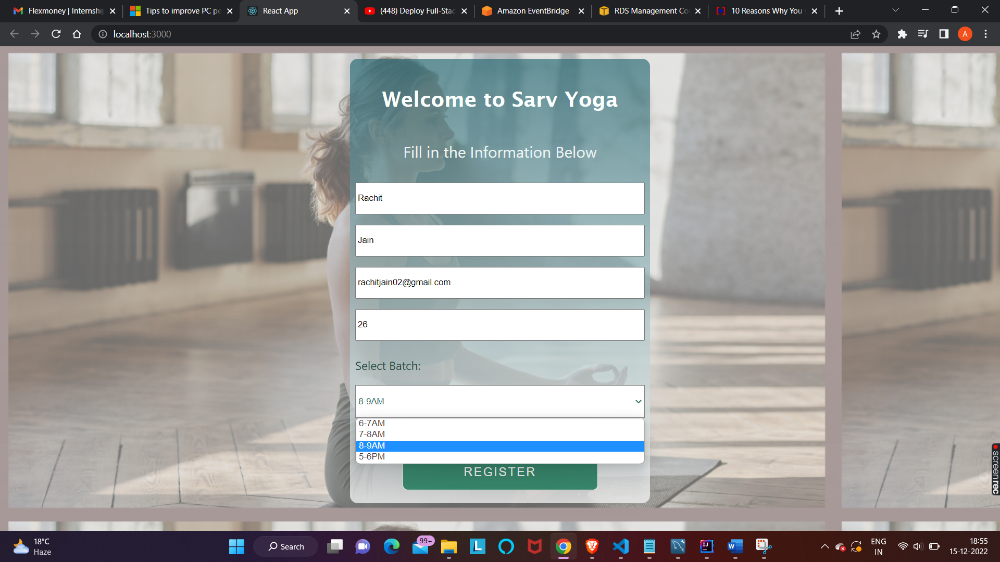 Flexmoney | Internship
Tips to improve PC pe
React App
(448) Deploy Full-Stac
Amazon EventBridge
RDS Management Co
10 Reasons Why You s
localhost:3000
A
Welcome to Sarv Yoga
Fill in the Information Below
Rachit
Jain
rachitjain02@gmail.com
26
Select Batch:
8-9AM
6-7AM
7-8AM
8-9AM
5-6PM
REGISTER
screenrec
18°C
Haze
Search
99+
L
IJ
W
ENG
IN
18:55
15-12-2022